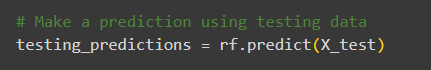 # Make a prediction using testing data
testing_predictions = rf.predict(X_test)